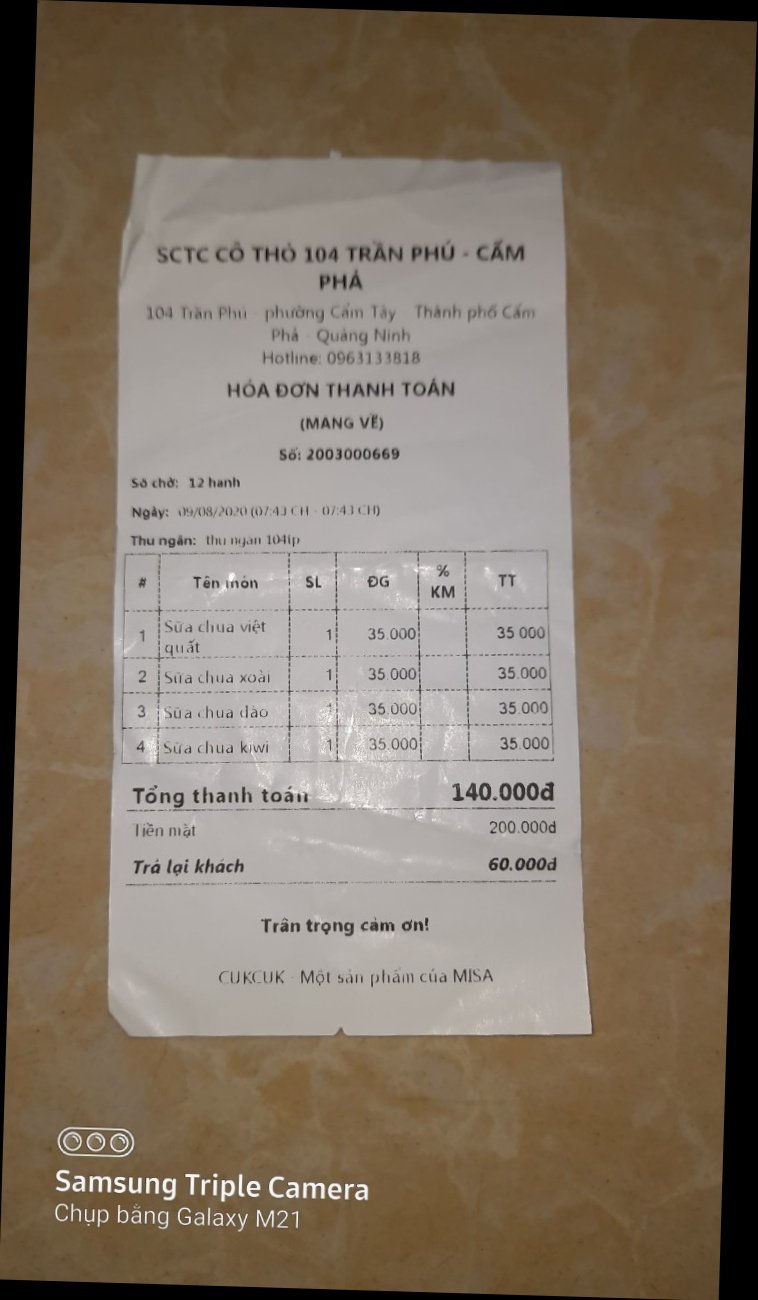 SCTC CÔ THỎ 104 TRẦN PHÚ - CẨM
PHẢ
104 Trần Phú - phường Cẩm Tây - Thành phố Cẩm
Phả - Quảng Ninh
Hotline: 0963133818
HÓA ĐƠN THANH TOÁN
(MANG VỀ)
Số: 2003000669
Số chờ: 12 hanh
Ngày: 09/08/2020 (07:43 CH - 07:43 CH)
Thu ngân: thu ngan 104tp
# Tên món SL ĐG % KM TT
1 Sữa chua việt quất 1 35.000 35.000
2 Sữa chua xoài 1 35.000 35.000
3 Sữa chua dào 1 35.000 35.000
4 Sữa chua kiwi 1 35.000 35.000
Tổng thanh toán 140.000đ
Tiền mặt 200.000đ
Trả lại khách 60.000đ
Trân trọng cảm ơn!
CUKCUK - Một sản phẩm của MISA
Samsung Triple Camera
Chụp bằng Galaxy M21